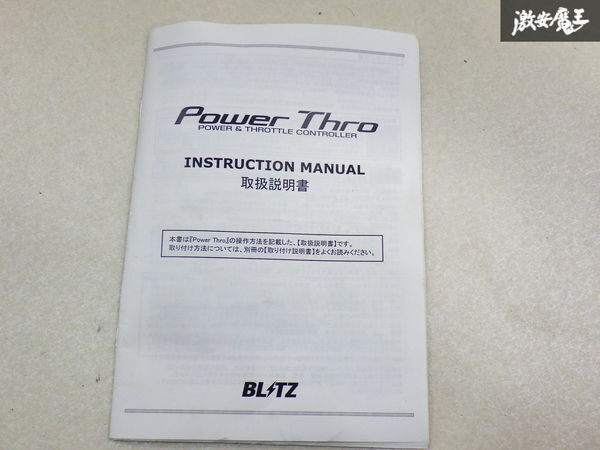 激安魔王
Power Thro
POWER & THROTTLE CONTROLLER
INSTRUCTION MANUAL
取扱説明書
本書は『Power Thro』の操作方法を記載した、【取扱説明書】です。
取り付け方法については、別冊の【取り付け説明書】をよくお読みください。
BLITZ